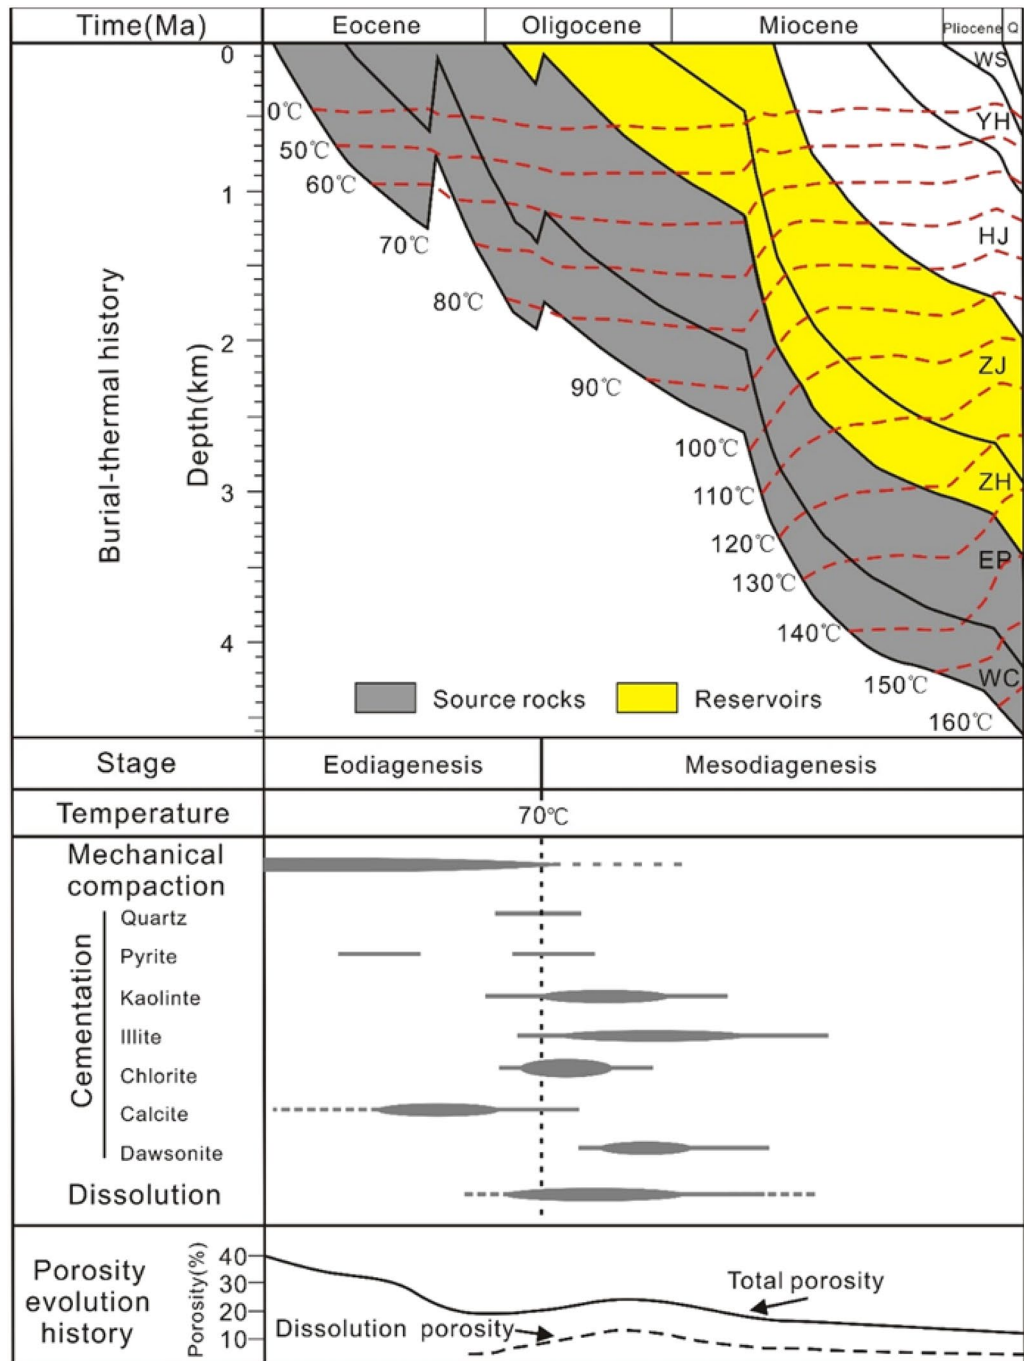 Time(Ma) Eocene Oligocene Miocene Pliocene Q
Burial-thermal history
Depth(km)
0
1
2
3
4
0℃
50℃
60℃
70℃
80℃
90℃
100℃
110℃
120℃
130℃
140℃
150℃
160℃
WS
YH
HJ
ZJ
ZH
EP
WC
Source rocks Reservoirs
Stage Eodiagenesis Mesodiagenesis
Temperature 70℃
Mechanical
compaction
Cementation
Quartz
Pyrite
Kaolinte
Illite
Chlorite
Calcite
Dawsonite
Dissolution
Porosity
evolution
history
Porosity(%)
40
30
20
10
Total porosity
Dissolution porosity